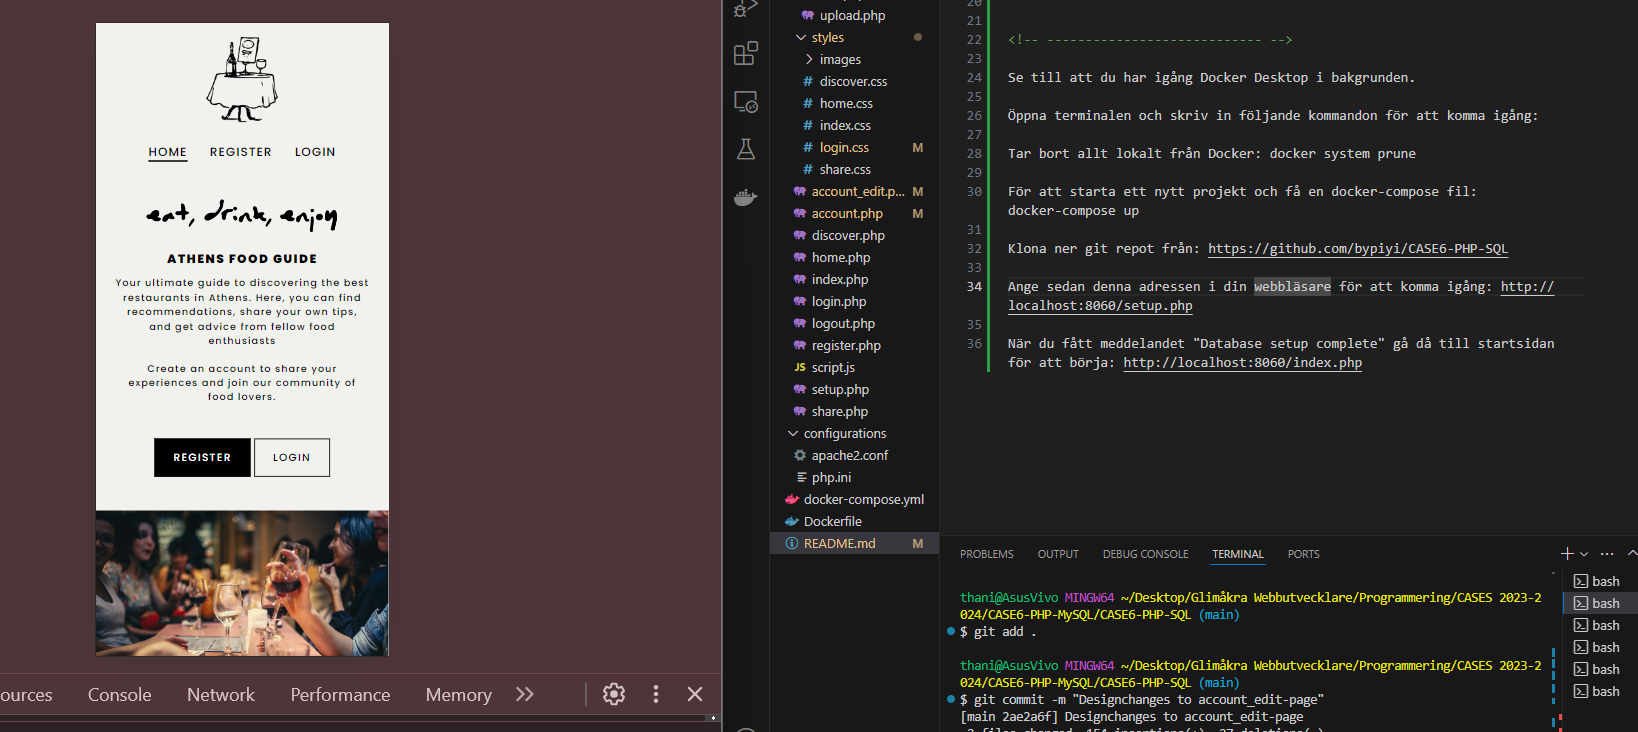 HOME REGISTER LOGIN
eat, drink, enjoy
ATHENS FOOD GUIDE
Your ultimate guide to discovering the best
restaurants in Athens. Here, you can find
recommendations, share your own tips,
and get advice from fellow food
enthusiasts
Create an account to share your
experiences and join our community of
food lovers.
REGISTER LOGIN
Console Network Performance Memory
upload.php
styles
images
# discover.css
# home.css
# index.css
# login.css M
# share.css
account_edit.p... M
account.php M
discover.php
home.php
index.php
login.php
logout.php
register.php
JS script.js
setup.php
share.php
configurations
apache2.conf
php.ini
docker-compose.yml
Dockerfile
README.md M
20
21
22 <!-- --------------------------- -->
23
24 Se till att du har igång Docker Desktop i bakgrunden.
25
26 Öppna terminalen och skriv in följande kommandon för att komma igång:
27
28 Tar bort allt lokalt från Docker: docker system prune
29
30 För att starta ett nytt projekt och få en docker-compose fil:
docker-compose up
31
32 Klona ner git repot från: https://github.com/bypiyi/CASE6-PHP-SQL
33
34 Ange sedan denna adressen i din webbläsare för att komma igång: http://
localhost:8060/setup.php
35
36 När du fått meddelandet "Database setup complete" gå då till startsidan
för att börja: http://localhost:8060/index.php
PROBLEMS OUTPUT DEBUG CONSOLE TERMINAL PORTS
thani@AsusVivo MINGW64 ~/Desktop/Glimåkra Webbutvecklare/Programmering/CASES 2023-2
024/CASE6-PHP-MySQL/CASE6-PHP-SQL (main)
$ git add .
thani@AsusVivo MINGW64 ~/Desktop/Glimåkra Webbutvecklare/Programmering/CASES 2023-2
024/CASE6-PHP-MySQL/CASE6-PHP-SQL (main)
$ git commit -m "Designchanges to account_edit-page"
[main 2ae2a6f] Designchanges to account_edit-page
bash
bash
bash
bash
bash
bash